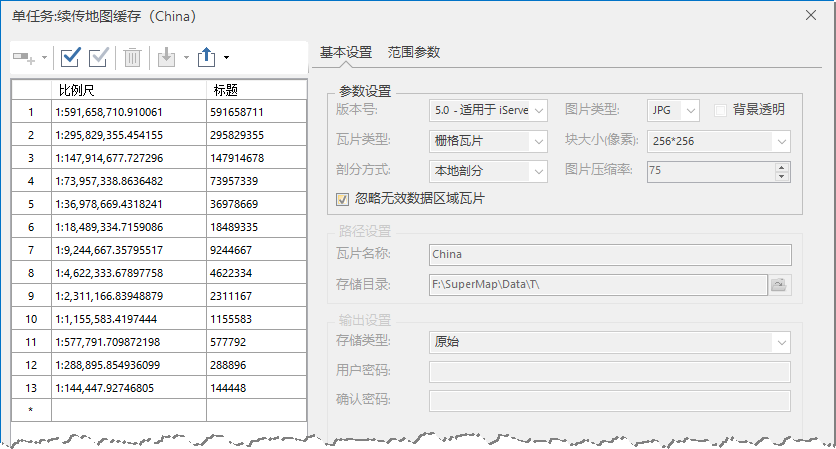 单任务:续传地图缓存（China）
基本设置 范围参数
比例尺 标题
1 1:591,658,710.910061 591658711
2 1:295,829,355.454155 295829355
3 1:147,914,677.727296 147914678
4 1:73,957,338.8636482 73957339
5 1:36,978,669.4318241 36978669
6 1:18,489,334.7159086 18489335
7 1:9,244,667.35795517 9244667
8 1:4,622,333.67897758 4622334
9 1:2,311,166.83948879 2311167
10 1:1,155,583.4197444 1155583
11 1:577,791.709872198 577792
12 1:288,895.854936099 288896
13 1:144,447.92746805 144448
*
参数设置
版本号: 5.0 - 适用于 iServe 图片类型: JPG 背景透明
瓦片类型: 栅格瓦片 块大小(像素): 256*256
剖分方式: 本地剖分 图片压缩率: 75
忽略无效数据区域瓦片
路径设置
瓦片名称: China
存储目录: F:\SuperMap\Data\T\
输出设置
存储类型: 原始
用户密码:
确认密码: